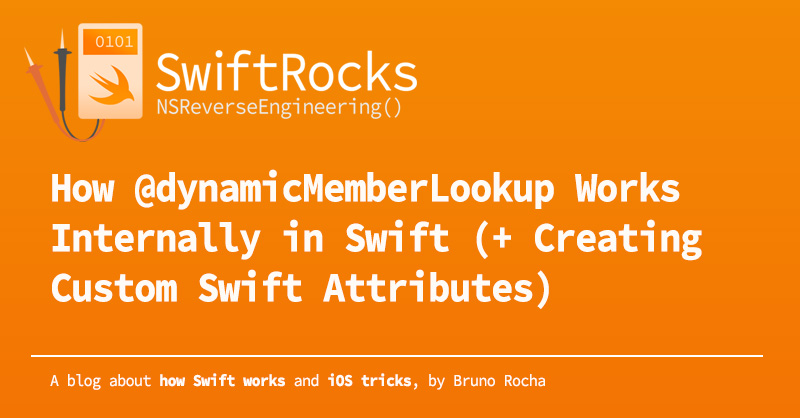 0101
SwiftRocks
NSReverseEngineering()
How @dynamicMemberLookup Works
Internally in Swift (+ Creating
Custom Swift Attributes)
A blog about how Swift works and iOS tricks, by Bruno Rocha